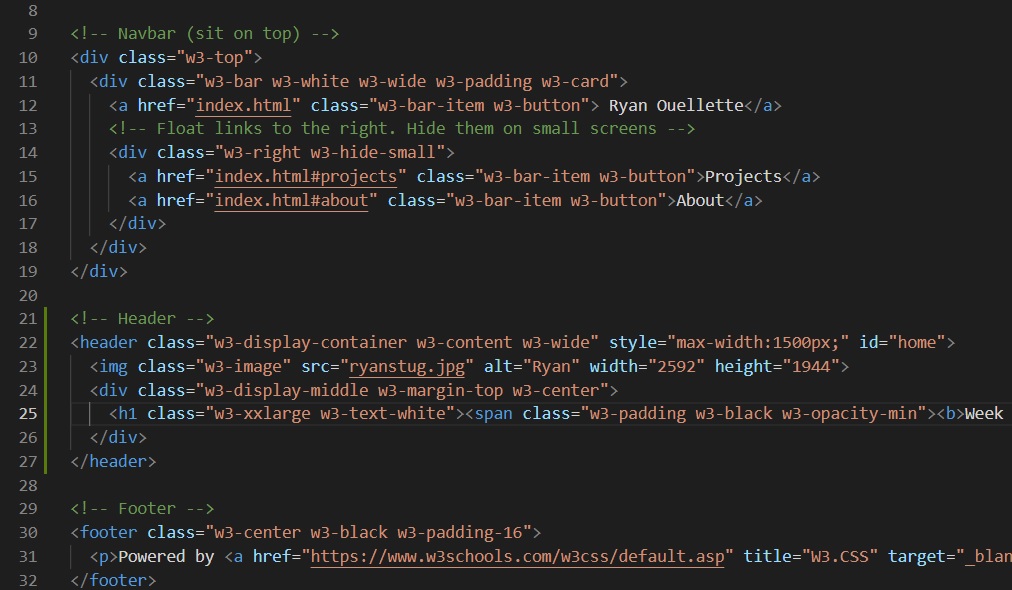 8
9 <!-- Navbar (sit on top) -->
10 <div class="w3-top">
11 <div class="w3-bar w3-white w3-wide w3-padding w3-card">
12 <a href="index.html" class="w3-bar-item w3-button"> Ryan Ouellette</a>
13 <!-- Float links to the right. Hide them on small screens -->
14 <div class="w3-right w3-hide-small">
15 <a href="index.html#projects" class="w3-bar-item w3-button">Projects</a>
16 <a href="index.html#about" class="w3-bar-item w3-button">About</a>
17 </div>
18 </div>
19 </div>
20
21 <!-- Header -->
22 <header class="w3-display-container w3-content w3-wide" style="max-width:1500px;" id="home">
23 <img class="w3-image" src="ryanstug.jpg" alt="Ryan" width="2592" height="1944">
24 <div class="w3-display-middle w3-margin-top w3-center">
25 <h1 class="w3-xxlarge w3-text-white"><span class="w3-padding w3-black w3-opacity-min"><b>Week
26 </div>
27 </header>
28
29 <!-- Footer -->
30 <footer class="w3-center w3-black w3-padding-16">
31 <p>Powered by <a href="https://www.w3schools.com/w3css/default.asp" title="W3.CSS" target="_blan
32 </footer>